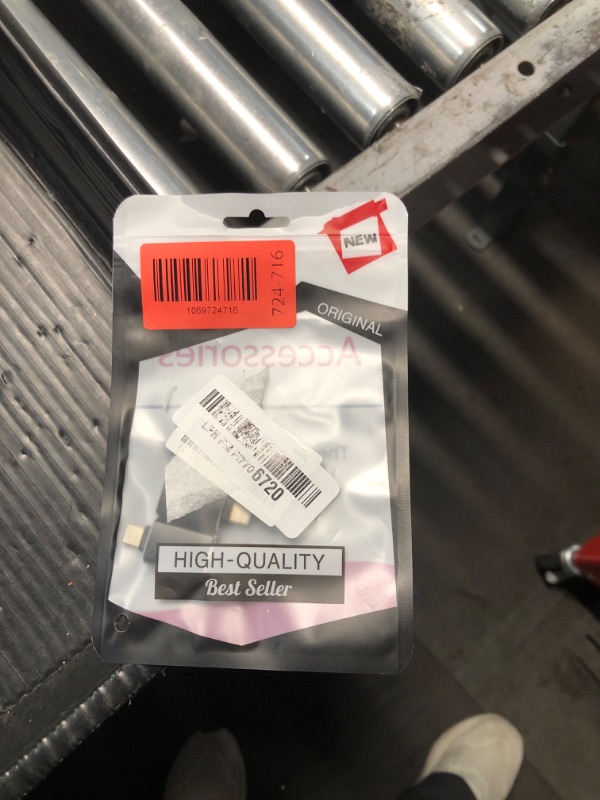 NEW
724 716
1069724716
ORIGINAL
Accessories
6720
HIGH-QUALITY
Best Seller